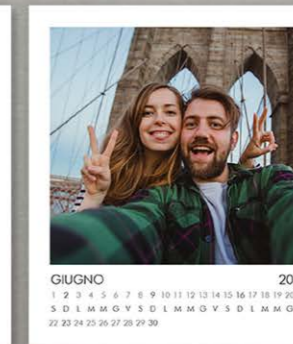 GIUGNO 20
1 2 3 4 5 6 7 8 9 10 11 12 13 14 15 16 17 18 19 20
S D L M M G V S D L M M G V S D L M M G
22 23 24 25 26 27 28 29 30